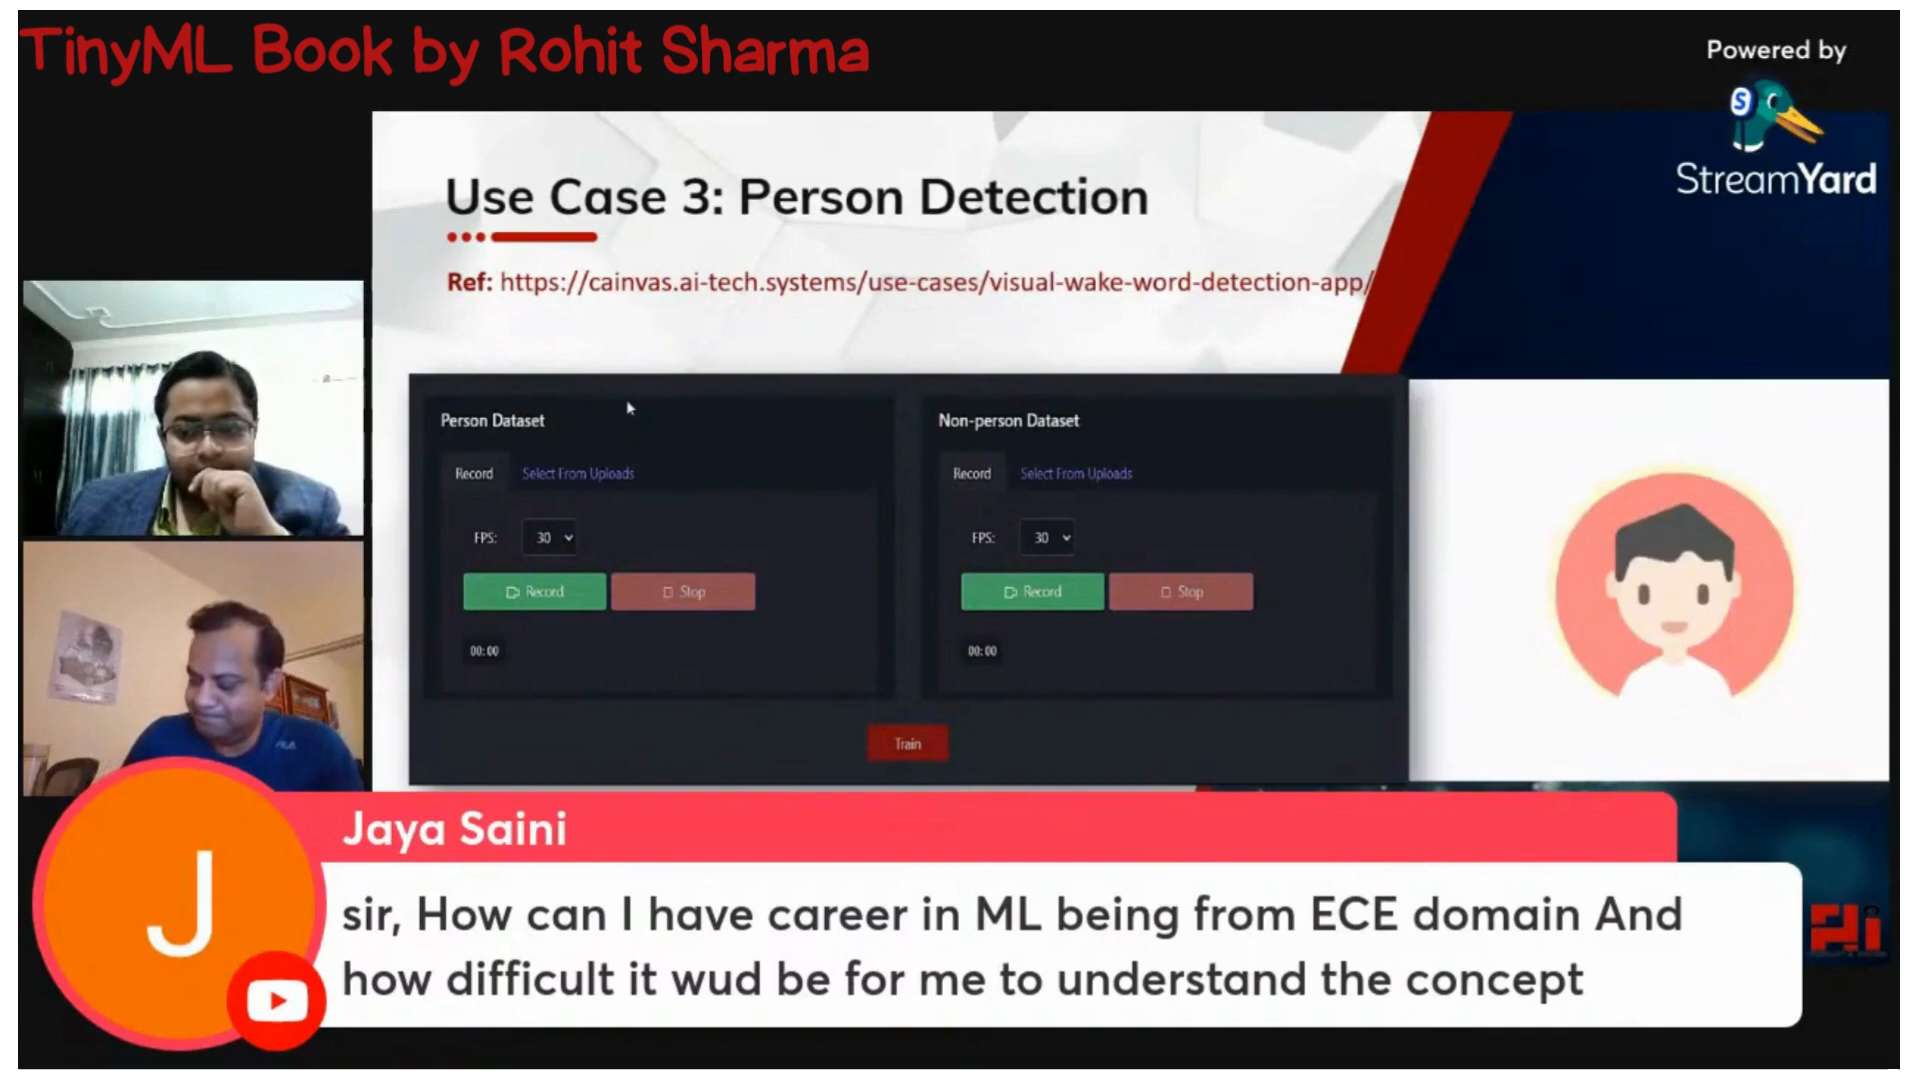 TinyML Book by Rohit Sharma
Powered by
S
StreamYard
Use Case 3: Person Detection
Ref: https://cainvas.ai-tech.systems/use-cases/visual-wake-word-detection-app/
Person Dataset
Record Select From Uploads
FPS: 30
Record Stop
00:00
Non-person Dataset
Record Select From Uploads
FPS: 30
Record Stop
00:00
Train
FILA
J
Jaya Saini
sir, How can I have career in ML being from ECE domain And
how difficult it wud be for me to understand the concept